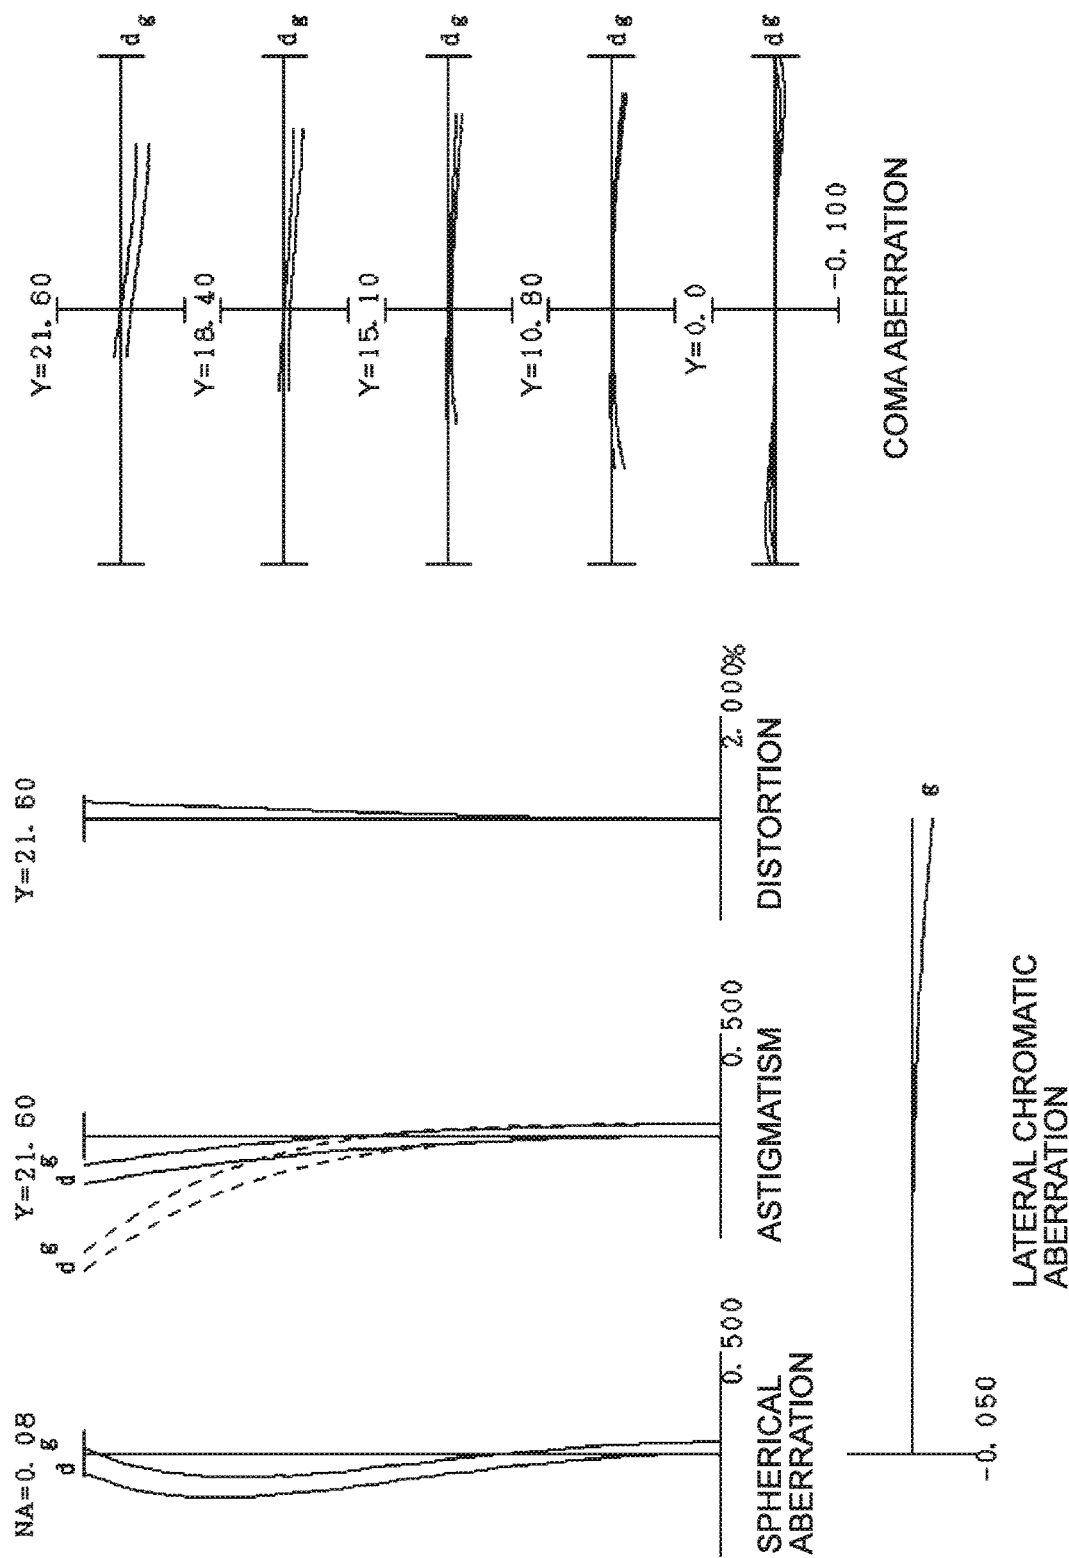 NA=0. 08
d g
0. 500
SPHERICAL
ABERRATION
Y=21. 60
d g
d g
0. 500
ASTIGMATISM
Y=21. 60
2. 000%
DISTORTION
-0. 050
g
LATERAL CHROMATIC
ABERRATION
Y=21. 60
d g
Y=18. 40
d g
Y=15. 10
d g
Y=10. 80
d g
Y=0. 0
d g
-0. 100
COMA ABERRATION